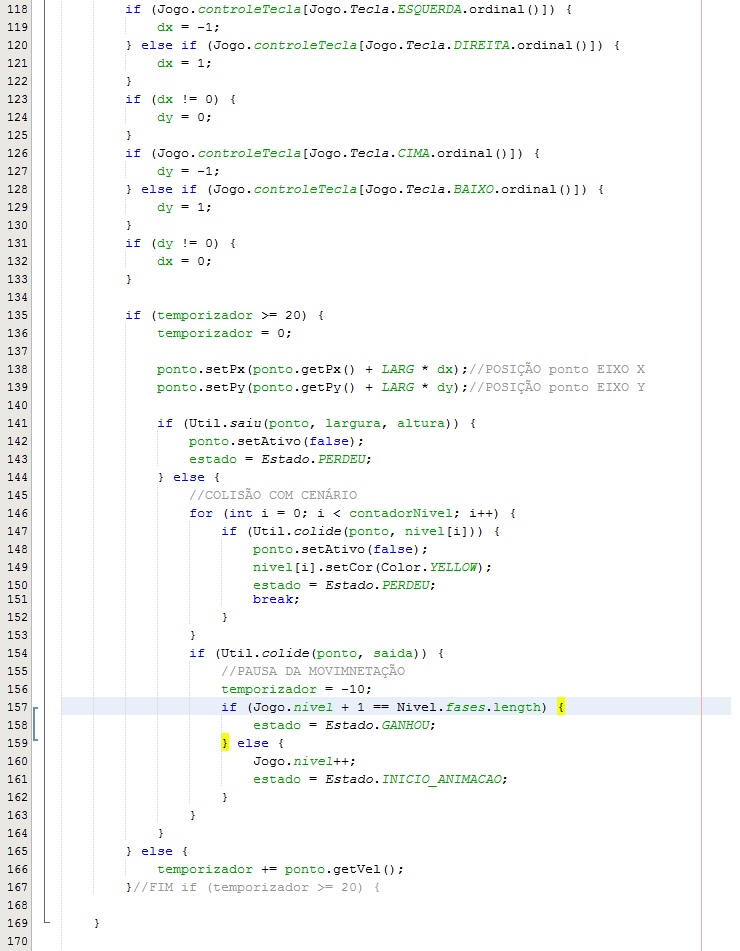 118 if (Jogo.controleTecla[Jogo.Tecla.ESQUERDA.ordinal()]) {
119 dx = -1;
120 } else if (Jogo.controleTecla[Jogo.Tecla.DIREITA.ordinal()]) {
121 dx = 1;
122 }
123 if (dx != 0) {
124 dy = 0;
125 }
126 if (Jogo.controleTecla[Jogo.Tecla.CIMA.ordinal()]) {
127 dy = -1;
128 } else if (Jogo.controleTecla[Jogo.Tecla.BAIXO.ordinal()]) {
129 dy = 1;
130 }
131 if (dy != 0) {
132 dx = 0;
133 }
134
135 if (temporizador >= 20) {
136 temporizador = 0;
137
138 ponto.setPx(ponto.getPx() + LARG * dx);//POSIÇÃO ponto EIXO X
139 ponto.setPy(ponto.getPy() + LARG * dy);//POSIÇÃO ponto EIXO Y
140
141 if (Util.saiu(ponto, largura, altura)) {
142 ponto.setAtivo(false);
143 estado = Estado.PERDEU;
144 } else {
145 //COLISÃO COM CENÁRIO
146 for (int i = 0; i < contadorNivel; i++) {
147 if (Util.colide(ponto, nivel[i])) {
148 ponto.setAtivo(false);
149 nivel[i].setCor(Color.YELLOW);
150 estado = Estado.PERDEU;
151 break;
152 }
153 }
154 if (Util.colide(ponto, saida)) {
155 //PAUSA DA MOVIMNETAÇÃO
156 temporizador = -10;
157 if (Jogo.nivel + 1 == Nivel.fases.length) {
158 estado = Estado.GANHOU;
159 } else {
160 Jogo.nivel++;
161 estado = Estado.INICIO_ANIMACAO;
162 }
163 }
164 }
165 } else {
166 temporizador += ponto.getVel();
167 }//FIM if (temporizador >= 20) {
168
169 }
170